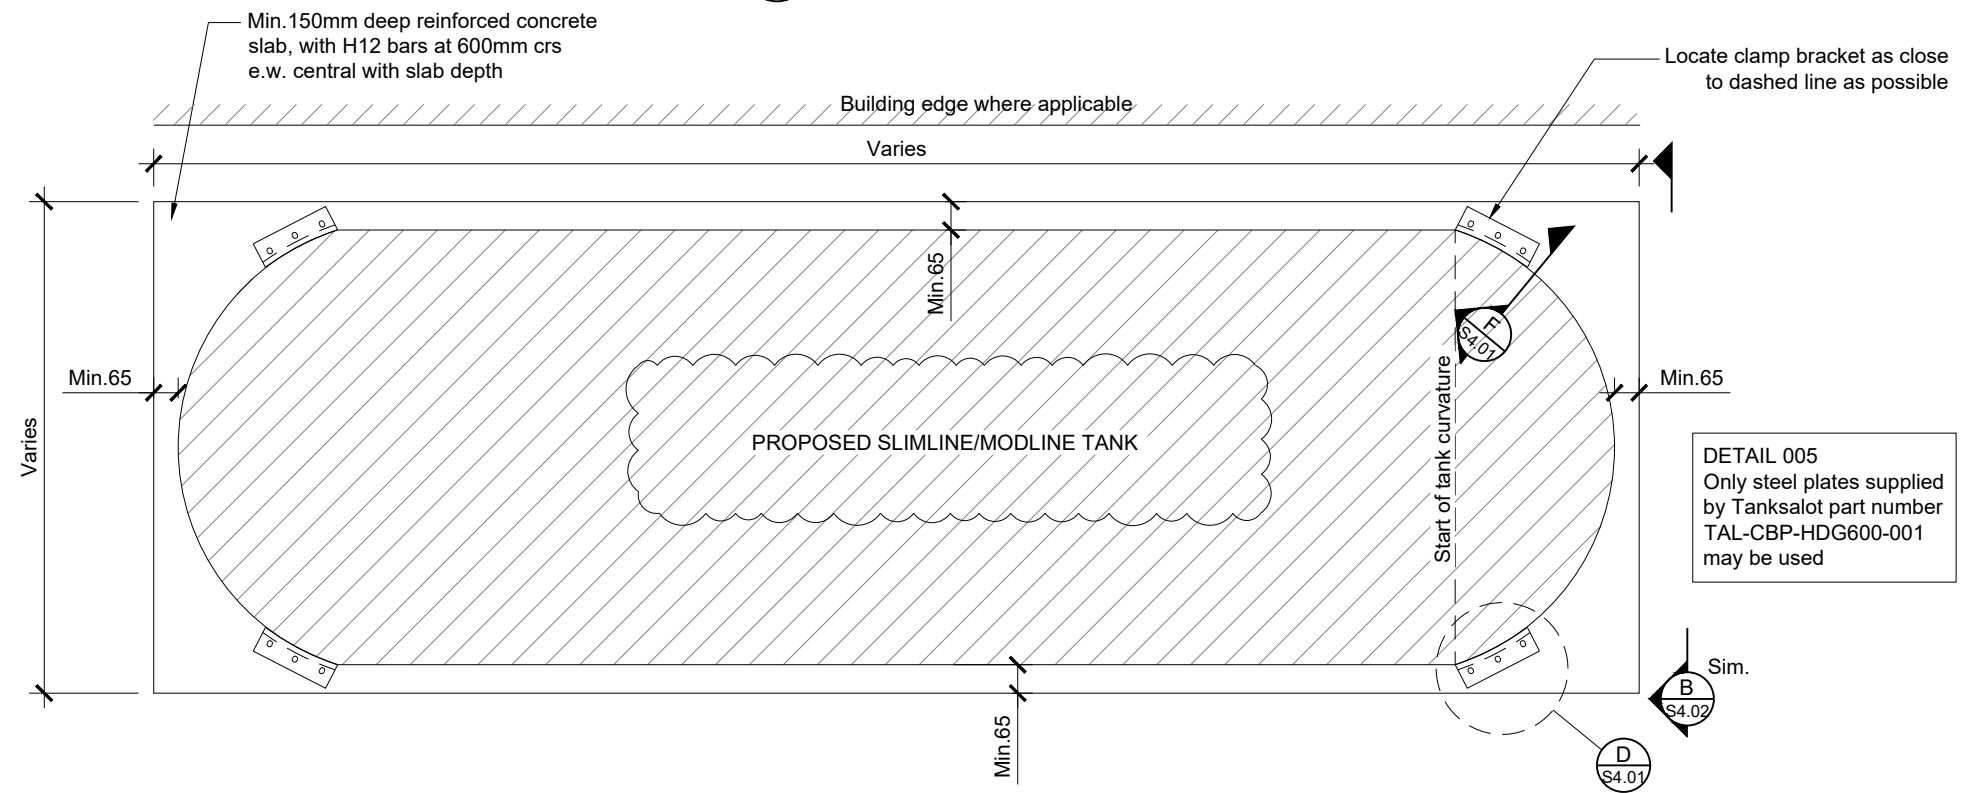 Min.150mm deep reinforced concrete
slab, with H12 bars at 600mm crs
e.w. central with slab depth
Locate clamp bracket as close
to dashed line as possible
Building edge where applicable
Varies
Min.65
F
S4.01
Min.65
Min.65
Varies
PROPOSED SLIMLINE/MODLINE TANK
Start of tank curvature
DETAIL 005
Only steel plates supplied
by Tanksalot part number
TAL-CBP-HDG600-001
may be used
Sim.
B
S4.02
Min.65
D
S4.01